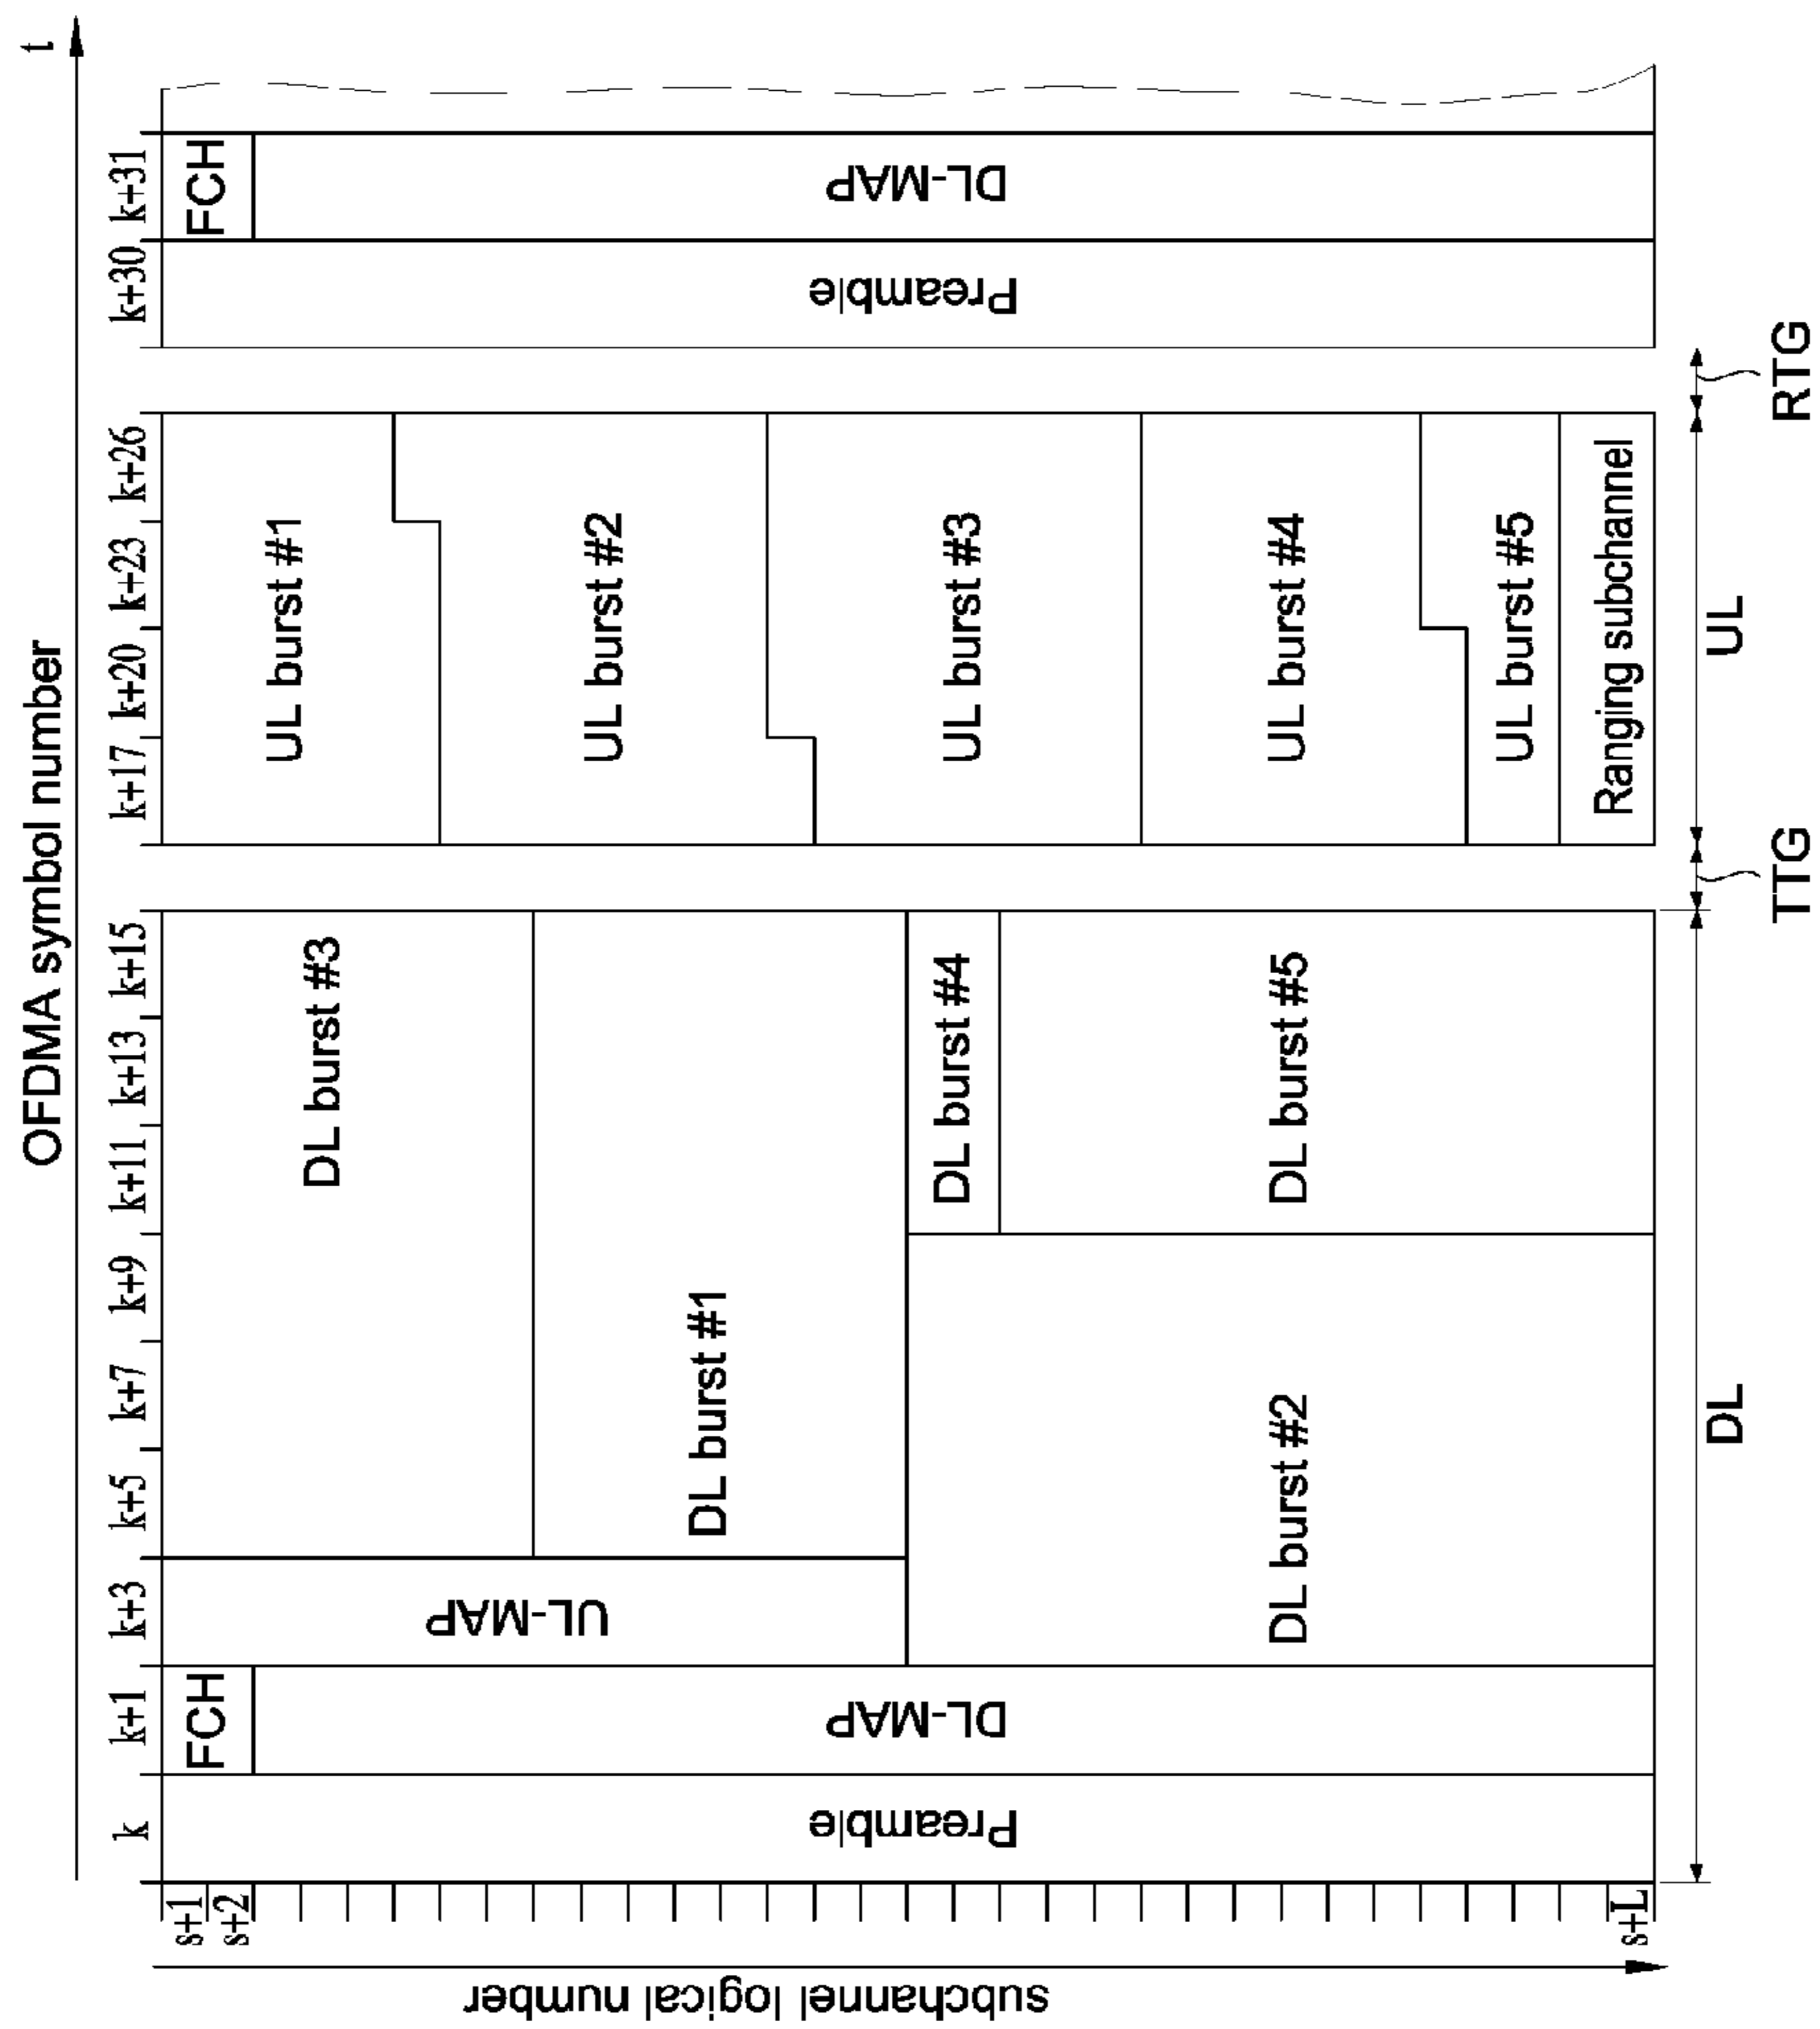 OFDMA symbol number
t
k
k+1
k+3
k+5
k+7
k+9
k+11
k+13
k+15
k+17
k+20
k+23
k+26
k+30
k+31
subchannel logical number
s+1
s+2
s+L
Preamble
FCH
DL-MAP
UL-MAP
DL burst #3
DL burst #1
DL burst #2
DL burst #4
DL burst #5
UL burst #1
UL burst #2
UL burst #3
UL burst #4
UL burst #5
Ranging subchannel
Preamble
FCH
DL-MAP
DL
TTG
UL
RTG